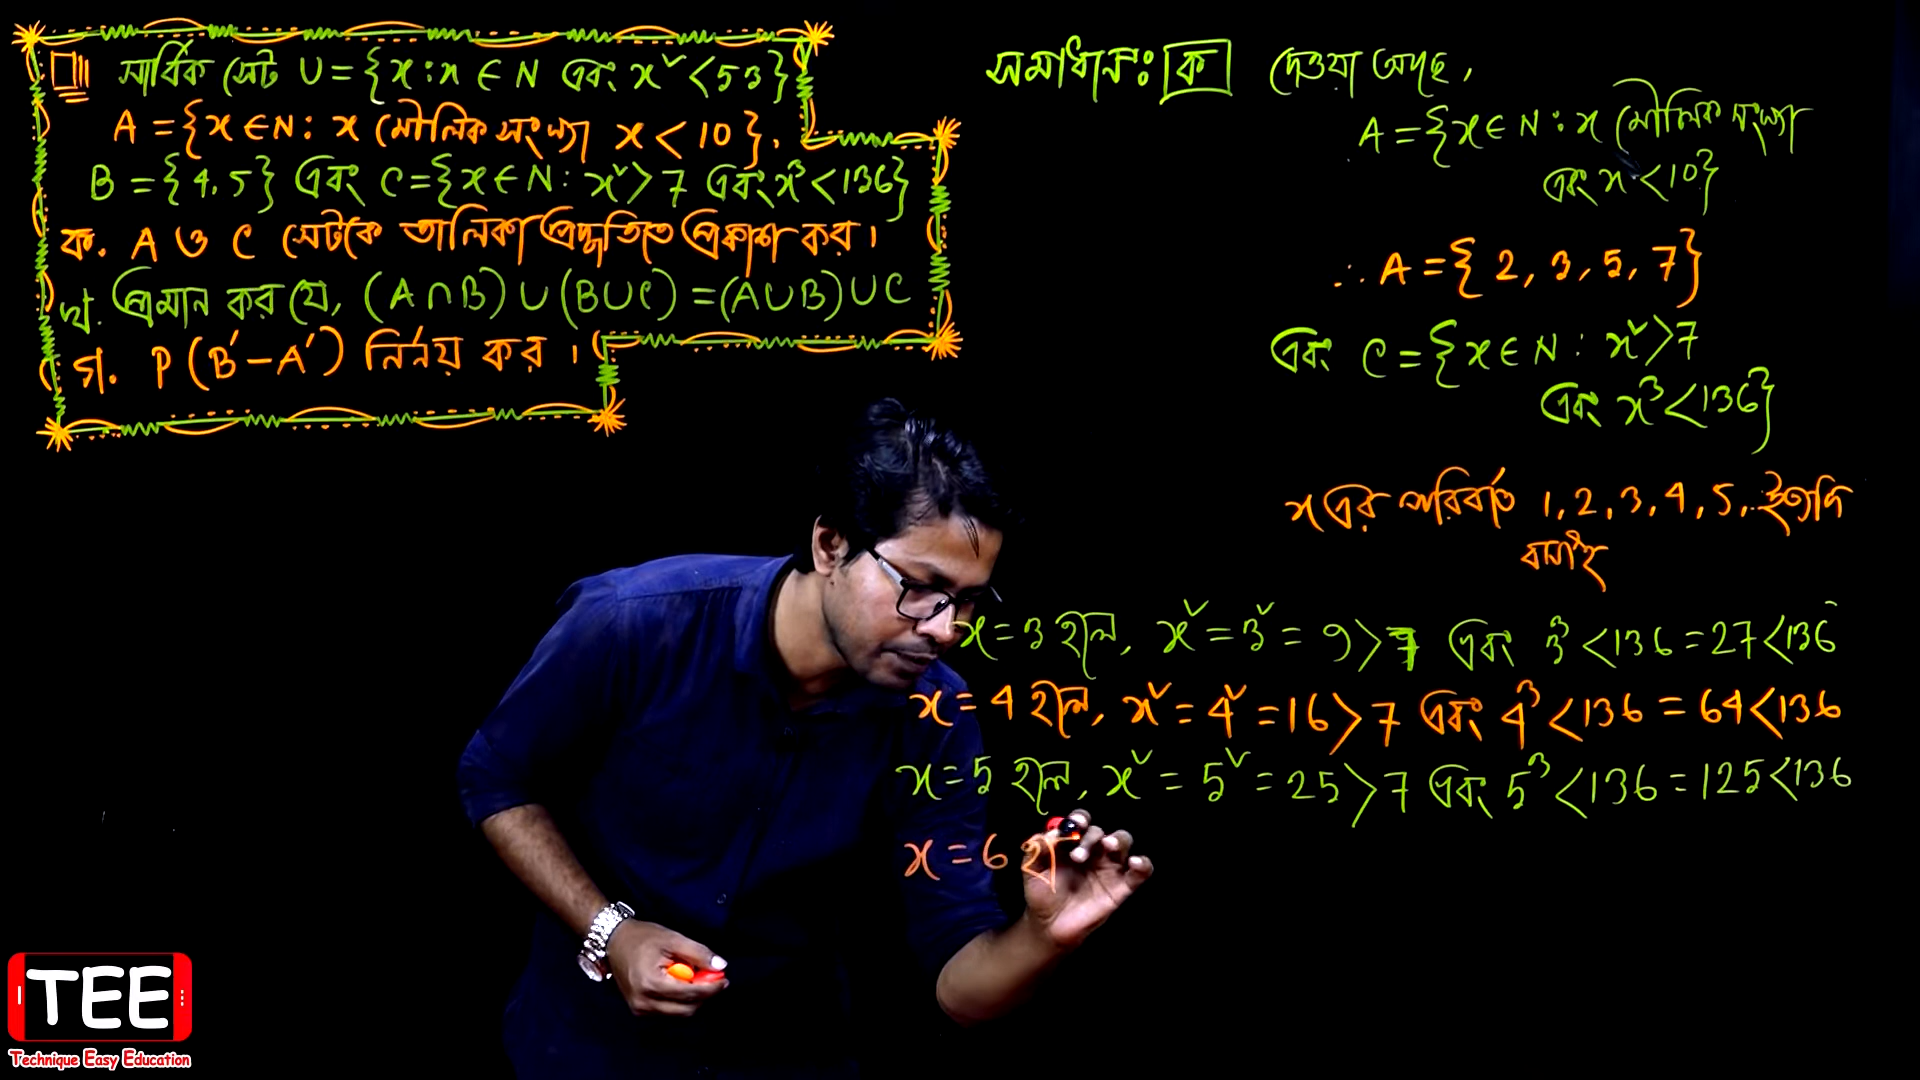 সার্বিক সেট U = {x : x ∈ N এবং x² < 53}
A = {x ∈ N : x মৌলিক সংখ্যা x < 10},
B = {4, 5} এবং C = {x ∈ N : x² > 7 এবং x³ < 136}
ক. A ও C সেটকে তালিকা পদ্ধতিতে প্রকাশ কর।
খ. প্রমান কর যে, (A ∩ B) ∪ (B ∪ C) = (A ∪ B) ∪ C
গ. P (B′ − A′) নির্নয় কর।
সমাধানঃ ক দেওয়া আছে,
A = {x ∈ N : x মৌলিক সংখ্যা
এবং x < 10}
∴ A = {2, 3, 5, 7}
এবং C = {x ∈ N : x² > 7
এবং x³ < 136}
x এর পরিবর্তে 1, 2, 3, 4, 5, .. ইত্যাদি
বসাই
x = 3 হলে, x² = 3² = 9 > 7 এবং 3³ < 136 = 27 < 136
x = 4 হলে, x² = 4² = 16 > 7 এবং 4³ < 136 = 64 < 136
x = 5 হলে, x² = 5² = 25 > 7 এবং 5³ < 136 = 125 < 136
x = 6 হ
TEE
Technique Easy Education